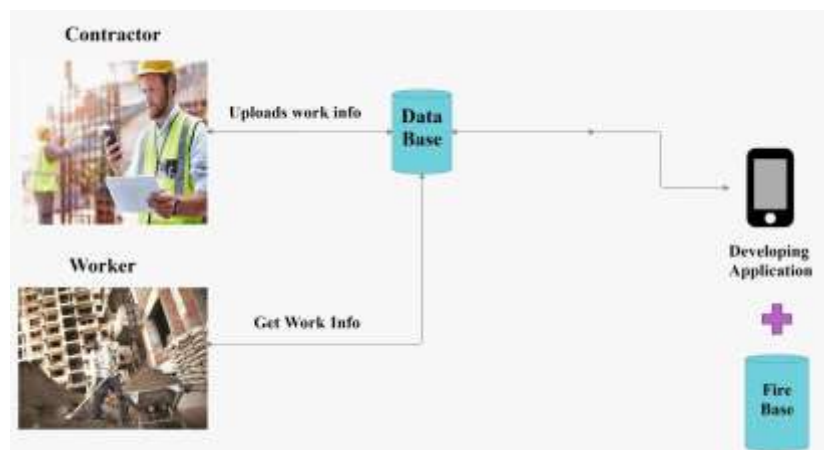 Contractor
Uploads work info
Data
Base
Worker
Get Work Info
Developing
Application
Fire
Base